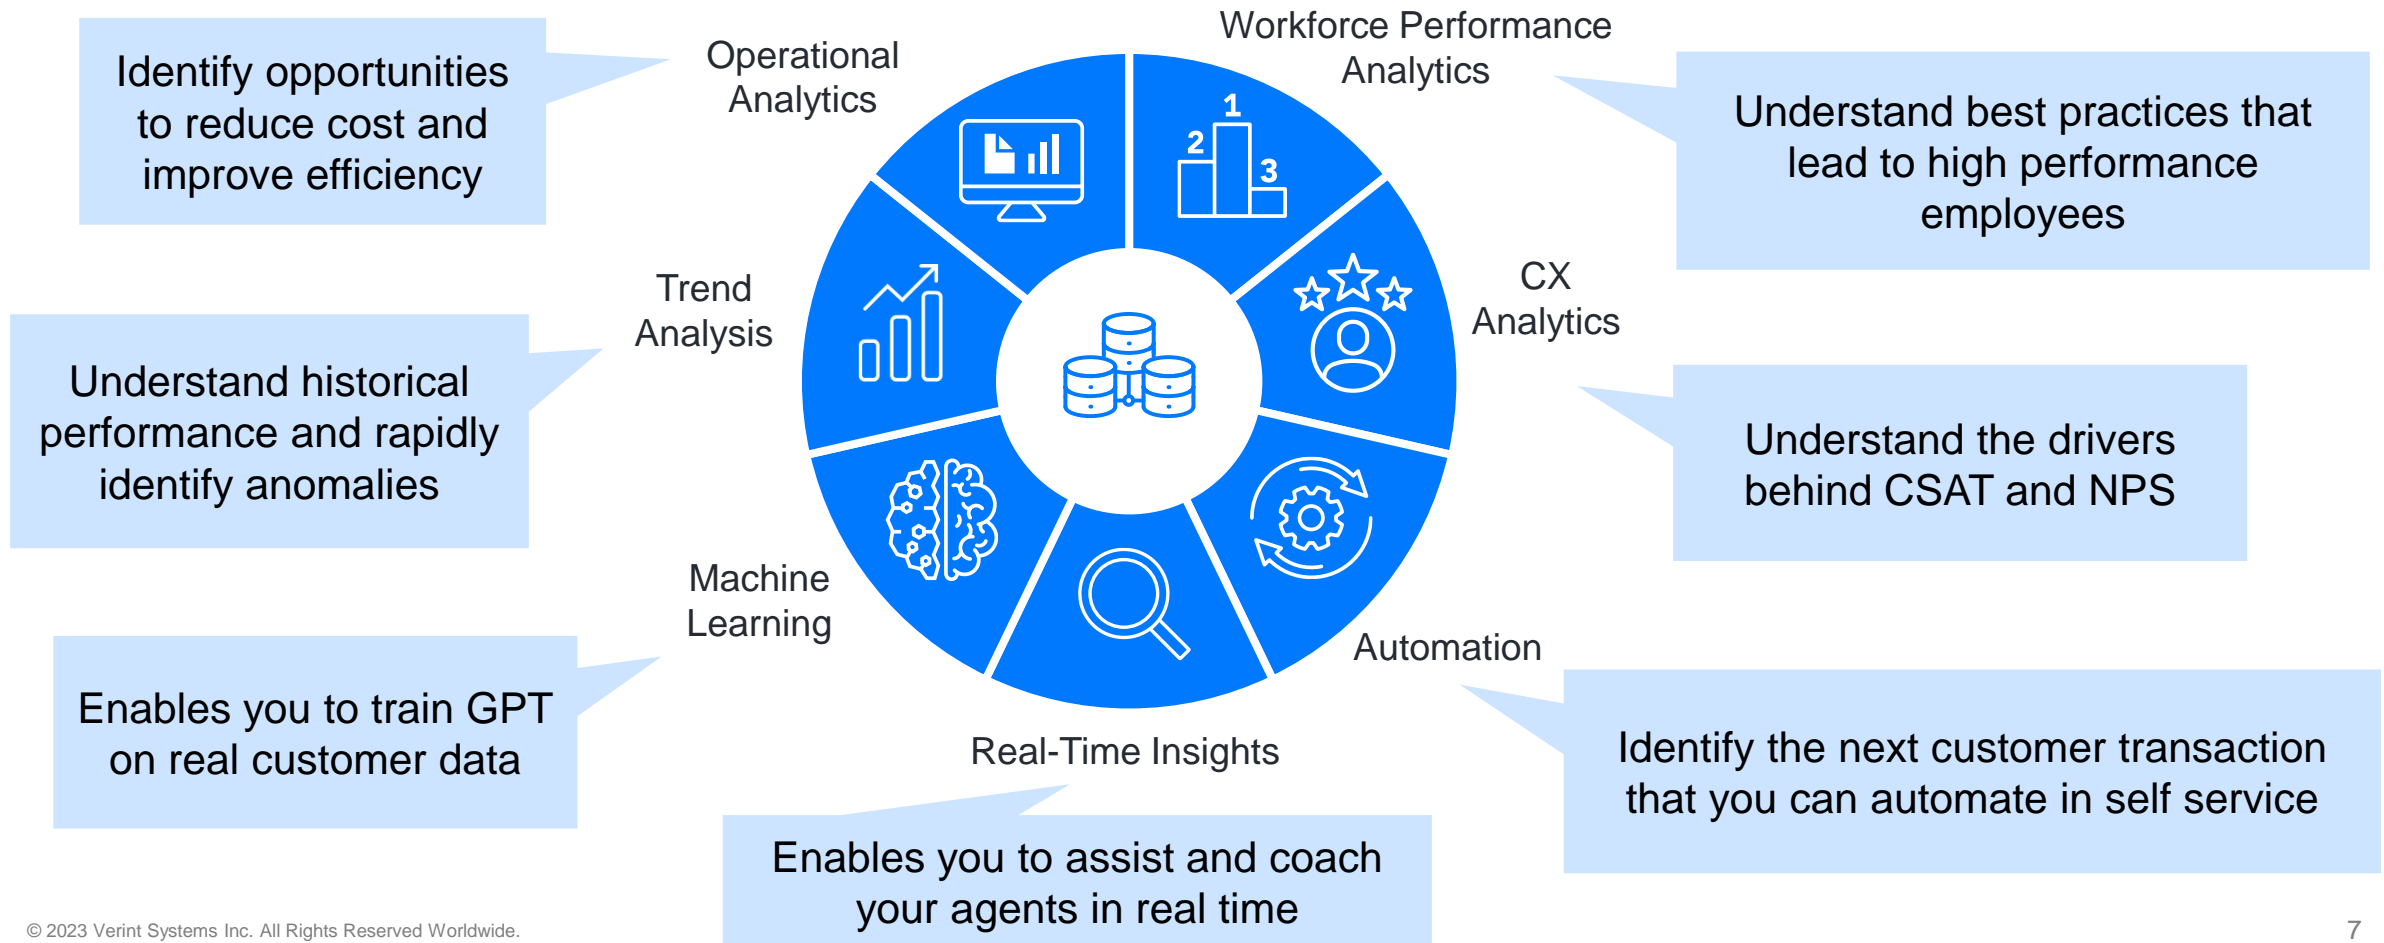 Identify opportunities
to reduce cost and
improve efficiency
Operational
Analytics
Workforce Performance
Analytics
Understand best practices that
lead to high performance
employees
1
2
3
Trend
Analysis
CX
Analytics
Understand historical
performance and rapidly
identify anomalies
Understand the drivers
behind CSAT and NPS
Machine
Learning
Automation
Enables you to train GPT
on real customer data
Real-Time Insights
Identify the next customer transaction
that you can automate in self service
Enables you to assist and coach
your agents in real time
© 2023 Verint Systems Inc. All Rights Reserved Worldwide.
7